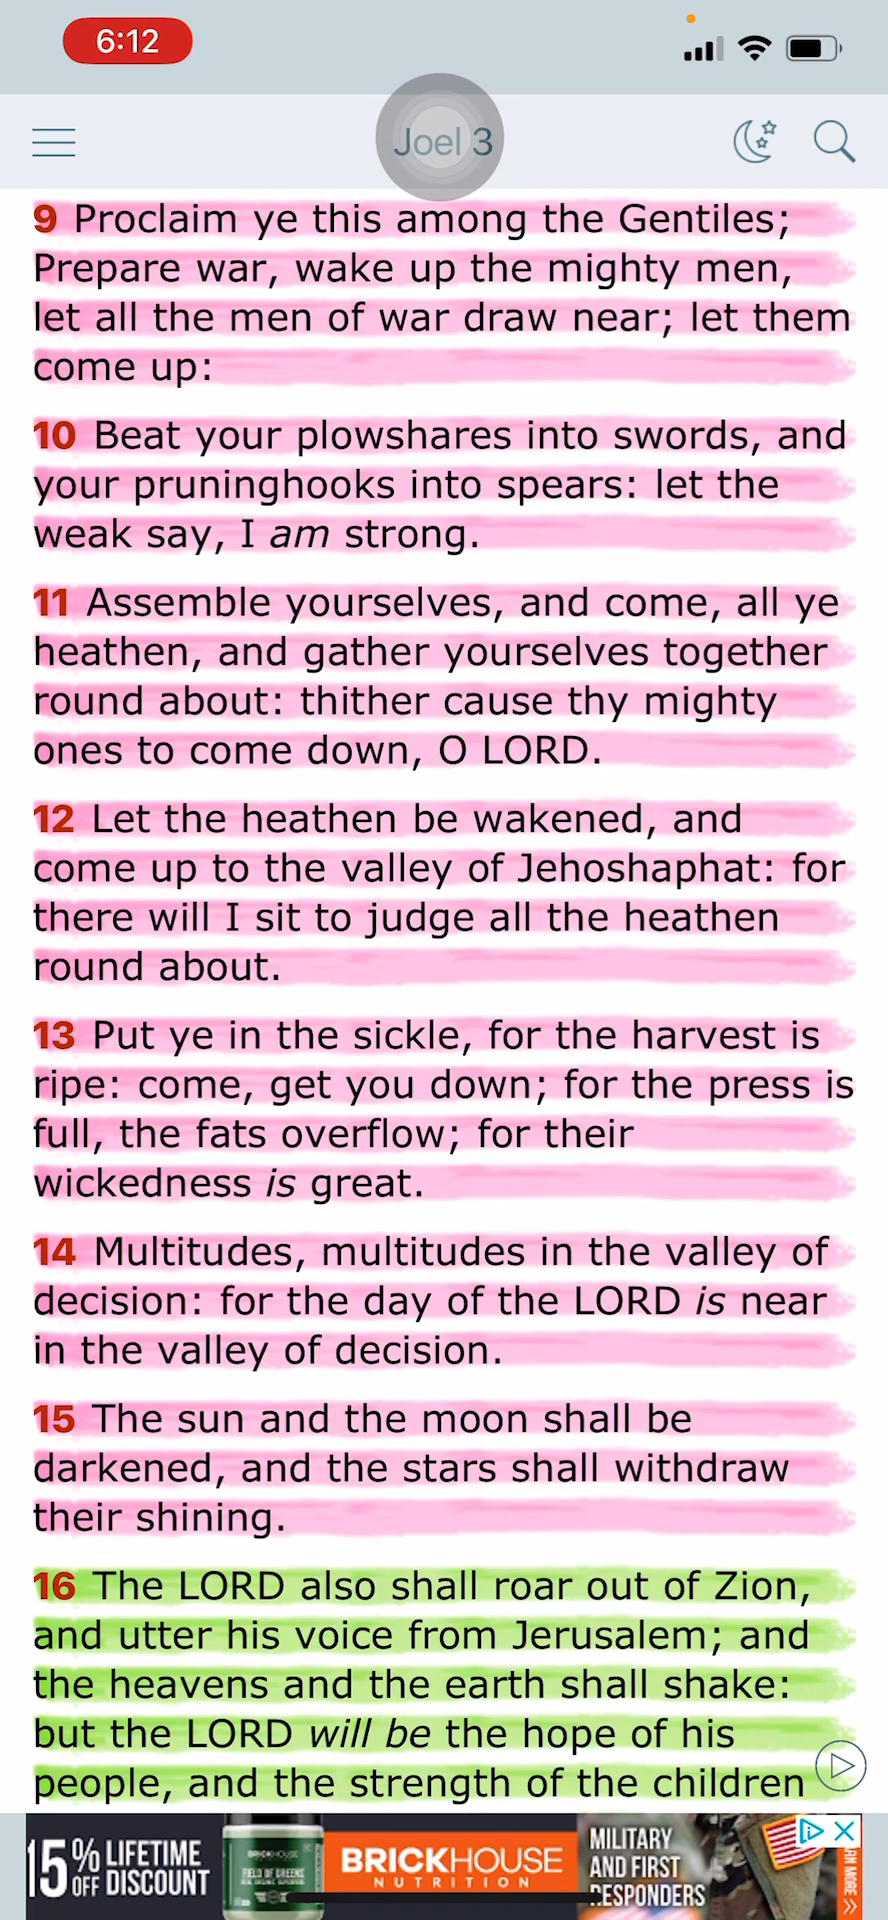 6:12
Joel 3
9 Proclaim ye this among the Gentiles;
Prepare war, wake up the mighty men,
let all the men of war draw near; let them
come up:
10 Beat your plowshares into swords, and
your pruninghooks into spears: let the
weak say, I am strong.
11 Assemble yourselves, and come, all ye
heathen, and gather yourselves together
round about: thither cause thy mighty
ones to come down, O LORD.
12 Let the heathen be wakened, and
come up to the valley of Jehoshaphat: for
there will I sit to judge all the heathen
round about.
13 Put ye in the sickle, for the harvest is
ripe: come, get you down; for the press is
full, the fats overflow; for their
wickedness is great.
14 Multitudes, multitudes in the valley of
decision: for the day of the LORD is near
in the valley of decision.
15 The sun and the moon shall be
darkened, and the stars shall withdraw
their shining.
16 The LORD also shall roar out of Zion,
and utter his voice from Jerusalem; and
the heavens and the earth shall shake:
but the LORD will be the hope of his
people, and the strength of the children
15% OFF LIFETIME DISCOUNT
BRICKHOUSE
FIELD OF GREENS
BRICKHOUSE
NUTRITION
MILITARY
AND FIRST
RESPONDERS
RN MORE